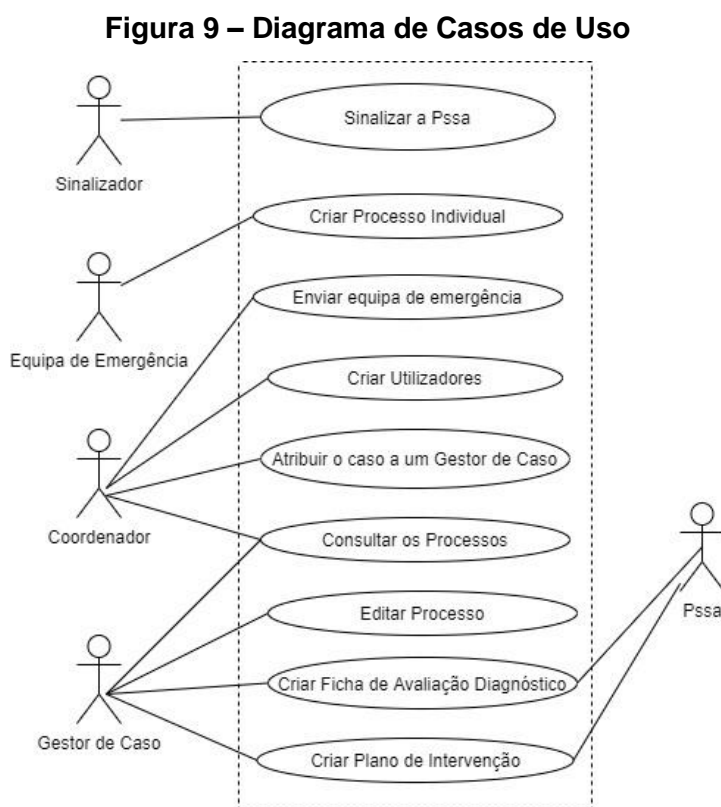 Figura 9 – Diagrama de Casos de Uso
Sinalizar a Pssa
Sinalizador
Criar Processo Individual
Enviar equipa de emergência
Equipa de Emergência
Criar Utilizadores
Atribuir o caso a um Gestor de Caso
Coordenador
Consultar os Processos
Editar Processo
Pssa
Criar Ficha de Avaliação Diagnóstico
Gestor de Caso
Criar Plano de Intervenção